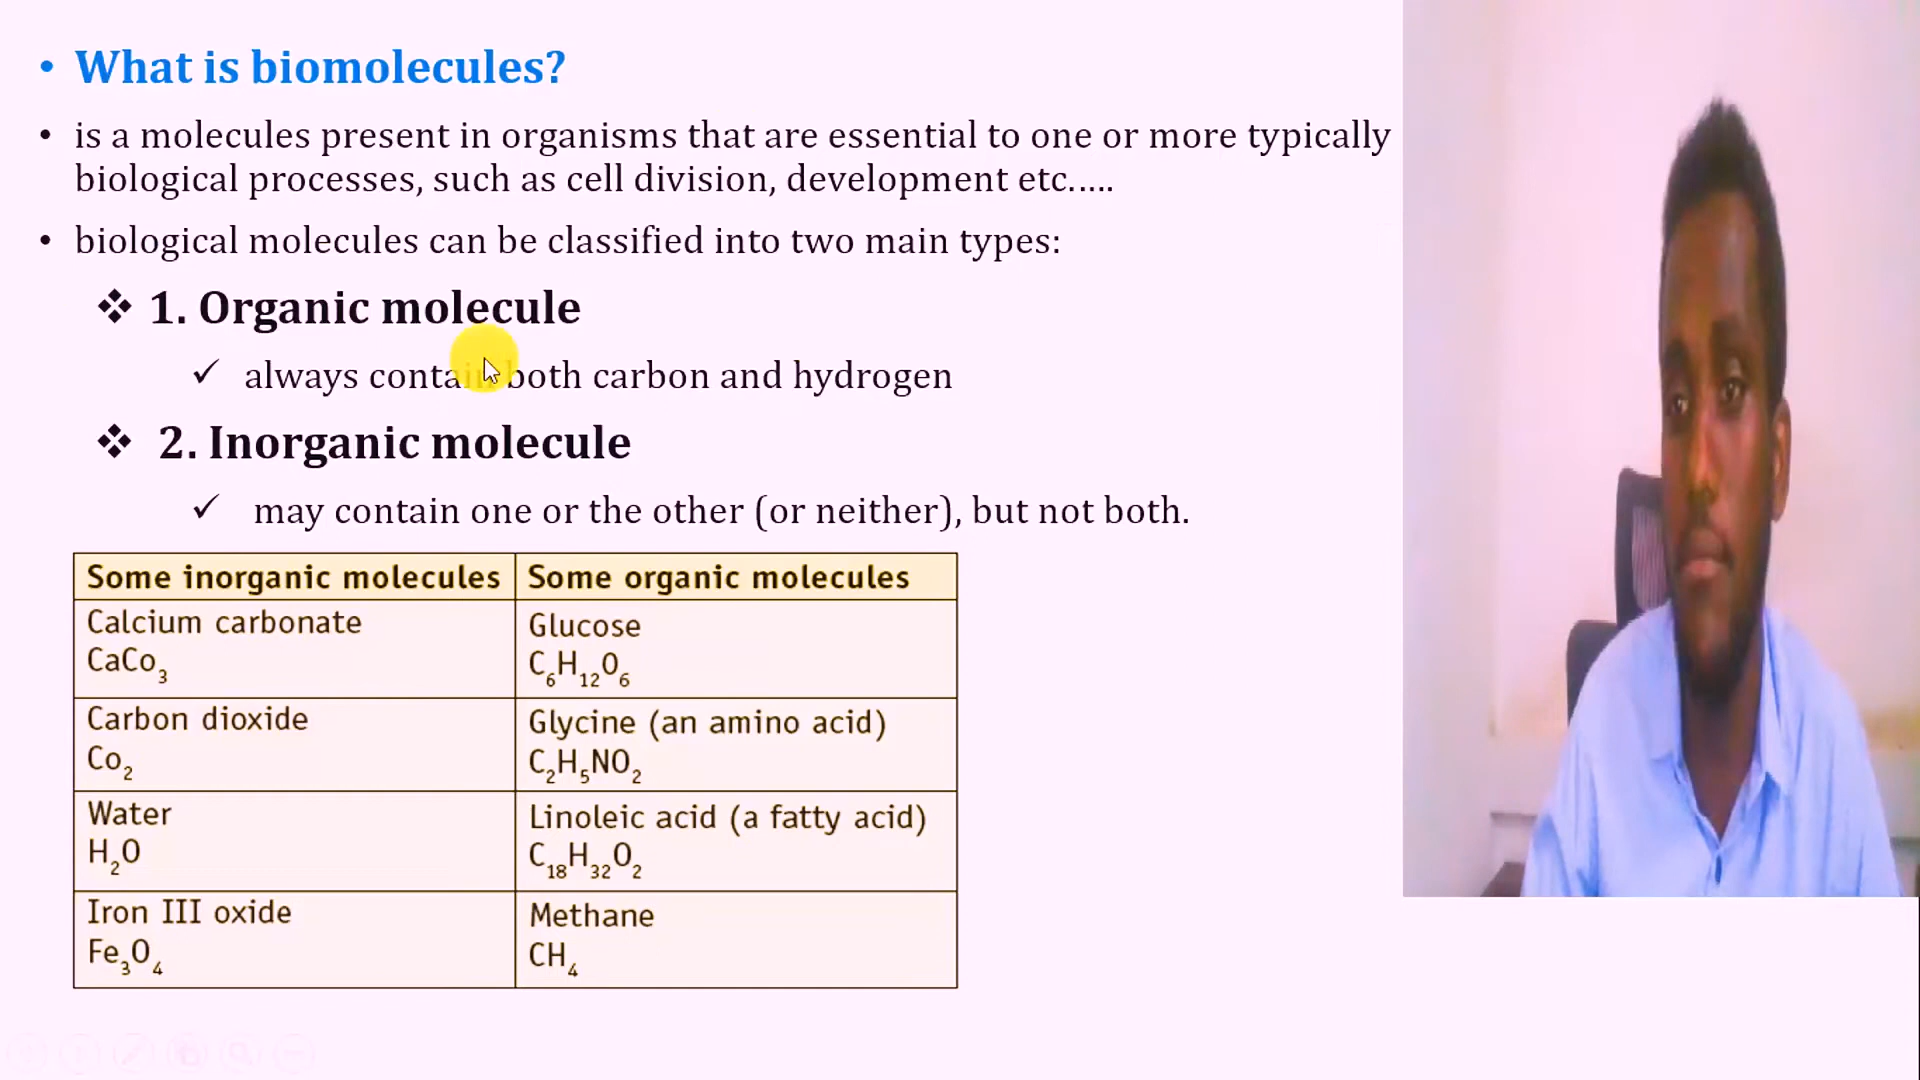 • What is biomolecules?
• is a molecules present in organisms that are essential to one or more typically
biological processes, such as cell division, development etc.....
• biological molecules can be classified into two main types:
❖ 1. Organic molecule
✓ always contain both carbon and hydrogen
❖ 2. Inorganic molecule
✓ may contain one or the other (or neither), but not both.
Some inorganic molecules Some organic molecules
Calcium carbonate Glucose
CaCo₃ C₆H₁₂O₆
Carbon dioxide Glycine (an amino acid)
Co₂ C₂H₅NO₂
Water Linoleic acid (a fatty acid)
H₂O C₁₈H₃₂O₂
Iron III oxide Methane
Fe₃O₄ CH₄